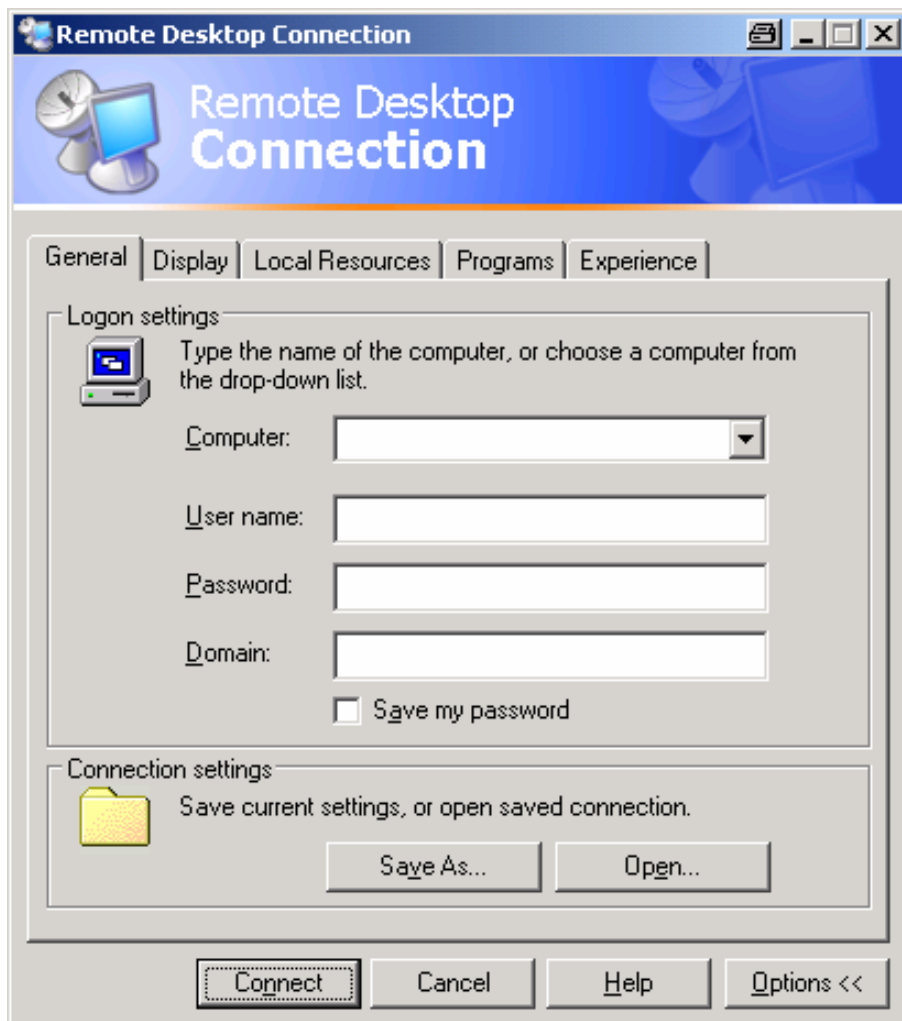 Remote Desktop Connection
Remote Desktop
Connection
General Display Local Resources Programs Experience
Logon settings
Type the name of the computer, or choose a computer from
the drop-down list.
Computer:
User name:
Password:
Domain:
Save my password
Connection settings
Save current settings, or open saved connection.
Save As... Open...
Connect Cancel Help Options <<